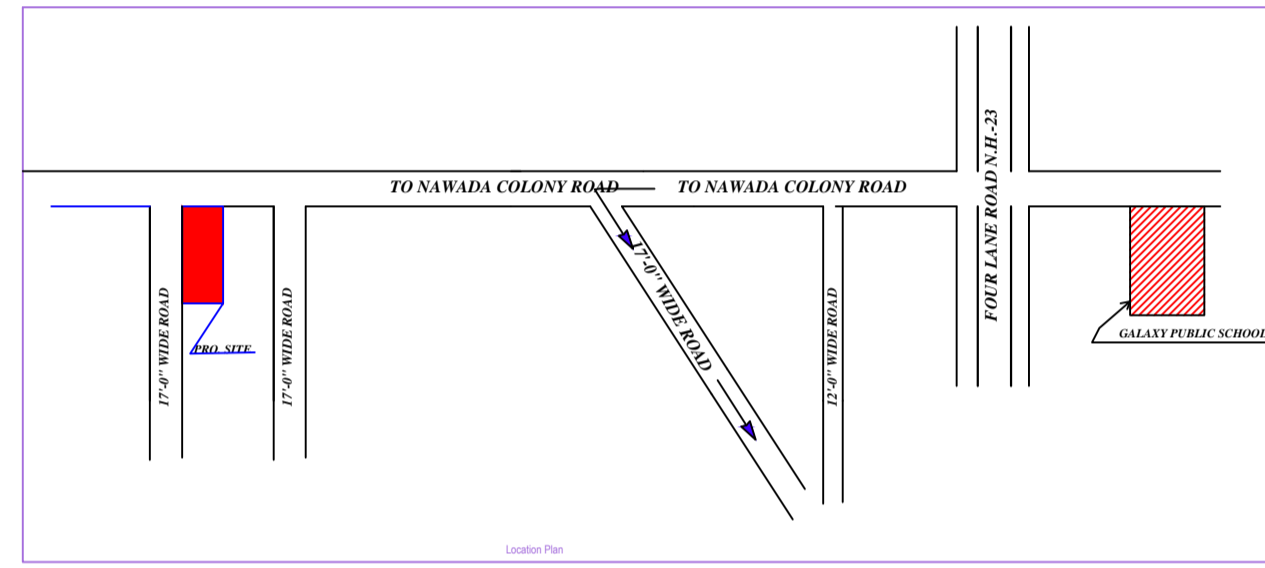 TO NAWADA COLONY ROAD
TO NAWADA COLONY ROAD
FOUR LANE ROAD N.H.-23
17'-0" WIDE ROAD
PRO. SITE
17'-0" WIDE ROAD
17'-0" WIDE ROAD
12'-0" WIDE ROAD
GALAXY PUBLIC SCHOOL
Location Plan